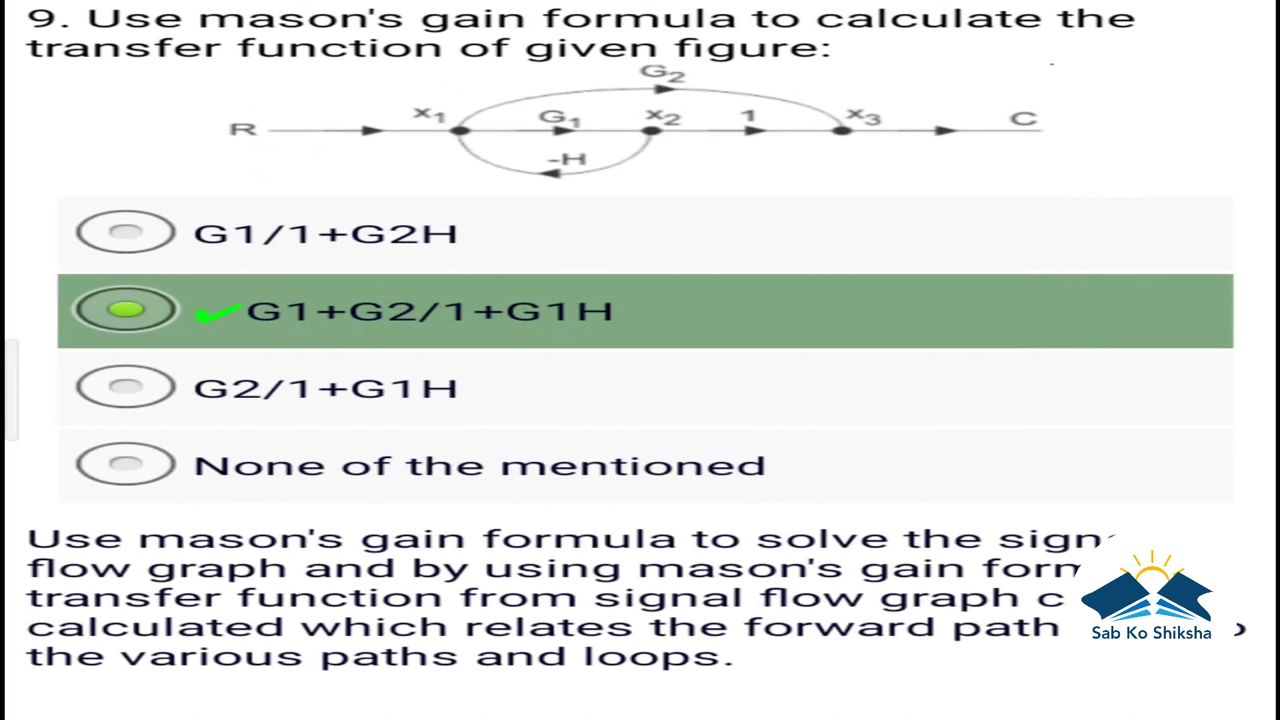 9. Use mason's gain formula to calculate the
transfer function of given figure:
G2
R x1 G1 x2 1 x3 C
-H
G1/1+G2H
G1+G2/1+G1H
G2/1+G1H
None of the mentioned
Use mason's gain formula to solve the
flow graph and by using mason's gain
transfer function from signal flow graph
calculated which relates the forward path
the various paths and loops.
Sab Ko Shiksha